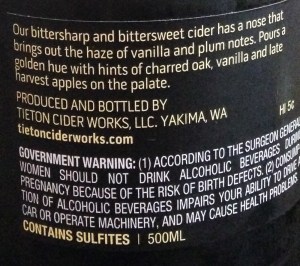 Our bittersharp and bittersweet cider has a nose that
brings out the haze of vanilla and plum notes. Pours a
golden hue with hints of charred oak, vanilla and late
harvest apples on the palate.
PRODUCED AND BOTTLED BY
TIETON CIDER WORKS, LLC. YAKIMA, WA
HI 5¢
tietonciderworks.com
GOVERNMENT WARNING: (1) ACCORDING TO THE SURGEON GENERAL
WOMEN SHOULD NOT DRINK ALCOHOLIC BEVERAGES DURIN
PREGNANCY BECAUSE OF THE RISK OF BIRTH DEFECTS. (2) CONSUMP
TION OF ALCOHOLIC BEVERAGES IMPAIRS YOUR ABILITY TO DRIVE
CAR OR OPERATE MACHINERY, AND MAY CAUSE HEALTH PROBLEMS
CONTAINS SULFITES | 500ML